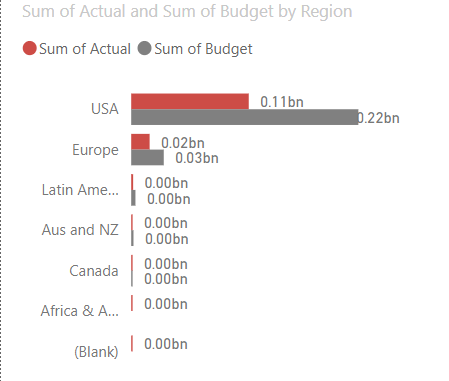 Sum of Actual and Sum of Budget by Region
Sum of Actual Sum of Budget
USA 0.11bn
0.22bn
Europe 0.02bn
0.03bn
Latin Ame... 0.00bn
0.00bn
Aus and NZ 0.00bn
0.00bn
Canada 0.00bn
0.00bn
Africa & A... 0.00bn
(Blank) 0.00bn